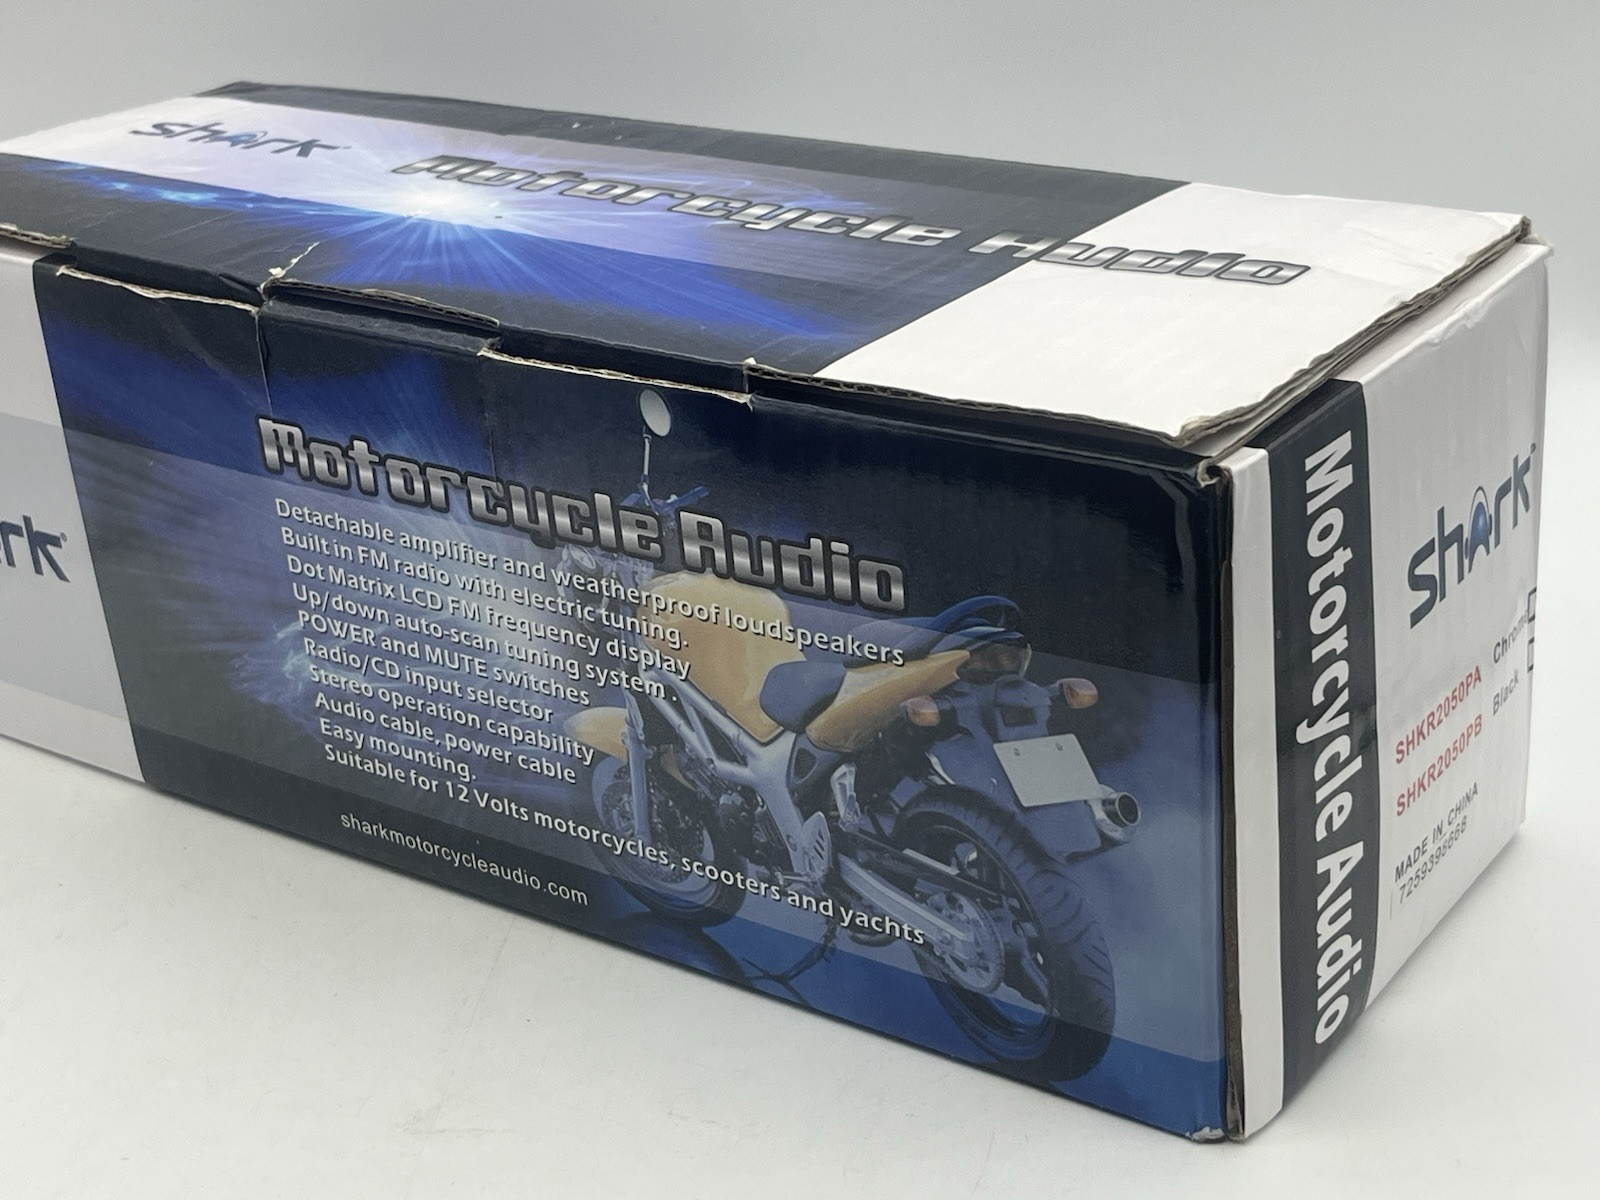 shark
Motorcycle Audio
Motorcycle Audio
Detachable amplifier and weatherproof loudspeakers
Built in FM radio with electric tuning.
Dot Matrix LCD FM frequency display
Up/down auto-scan tuning system .
POWER and MUTE switches
Radio/CD input selector
Stereo operation capability
Audio cable, power cable
Easy mounting.
Suitable for 12 Volts motorcycles, scooters and yachts
sharkmotorcycleaudio.com
rk
Motorcycle Audio
shark
SHKR2050PA Chrome
SHKR2050PB Black
MADE IN CHINA